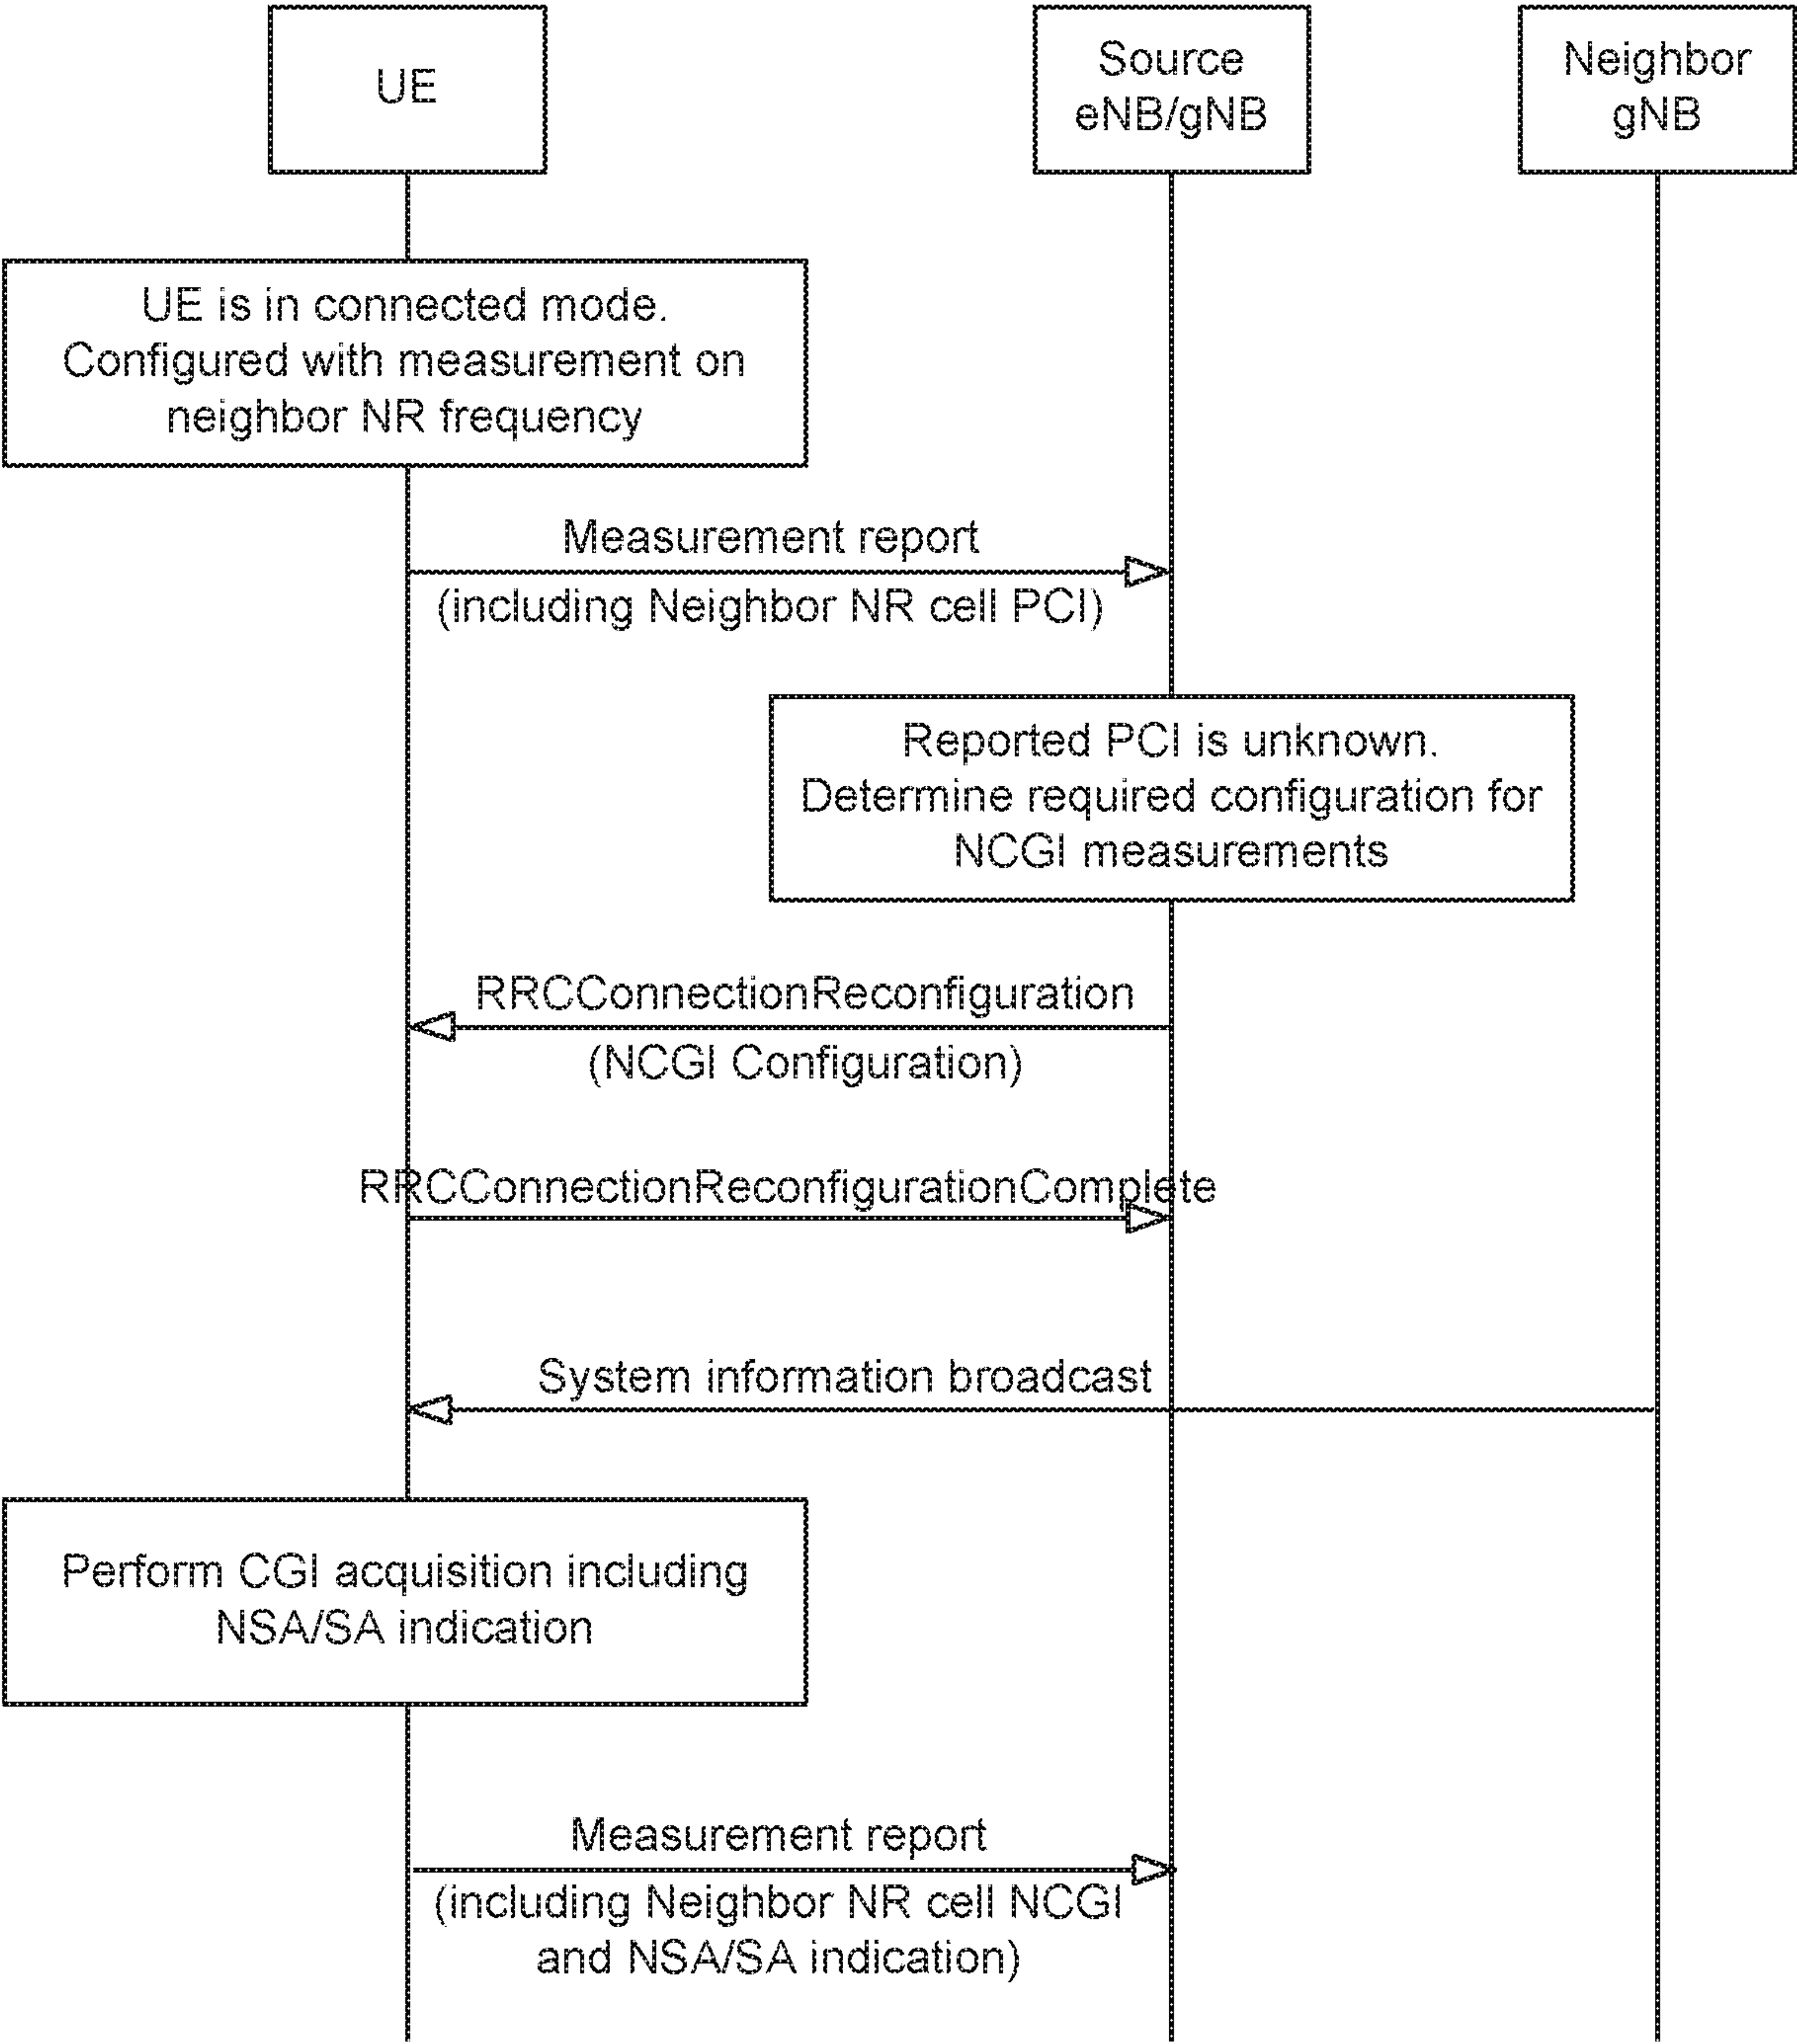 UE
Source
eNB/gNB
Neighbor
gNB
UE is in connected mode.
Configured with measurement on
neighbor NR frequency
Measurement report
(including Neighbor NR cell PCI)
Reported PCI is unknown.
Determine required configuration for
NCGI measurements
RRCConnectionReconfiguration
(NCGI Configuration)
RRCConnectionReconfigurationComplete
System information broadcast
Perform CGI acquisition including
NSA/SA indication
Measurement report
(including Neighbor NR cell NCGI
and NSA/SA indication)